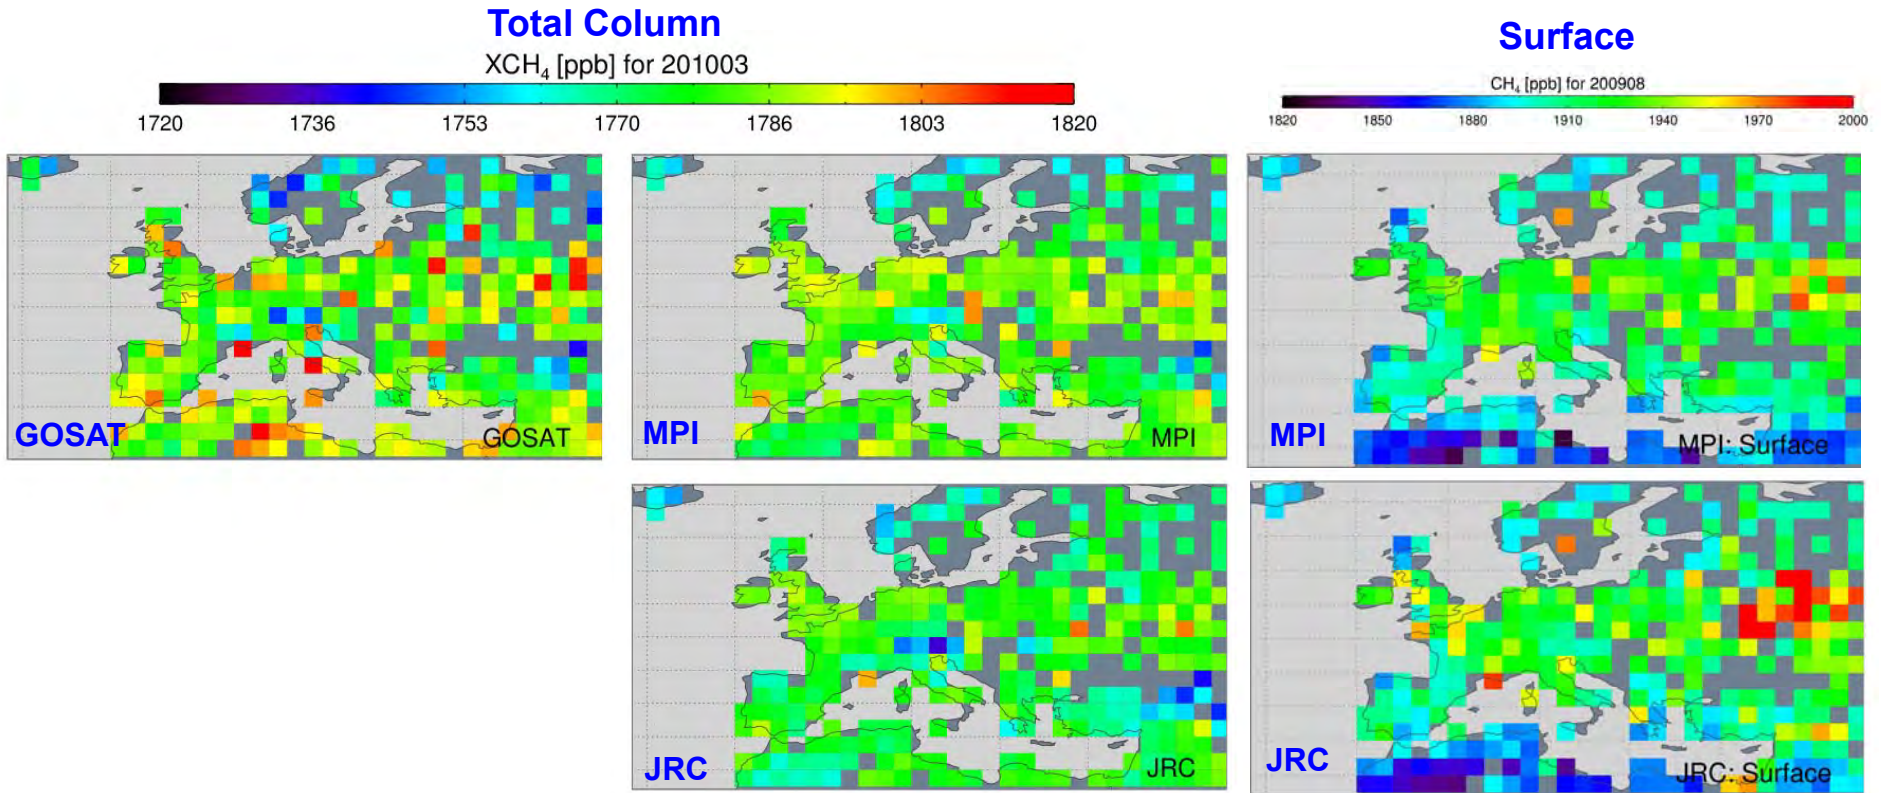 Total Column
XCH₄ [ppb] for 201003
1720 1736 1753 1770 1786 1803 1820
Surface
CH₄ [ppb] for 200908
1820 1850 1880 1910 1940 1970 2000
GOSAT
GOSAT
MPI
MPI
MPI
MPI: Surface
JRC
JRC
JRC
JRC: Surface